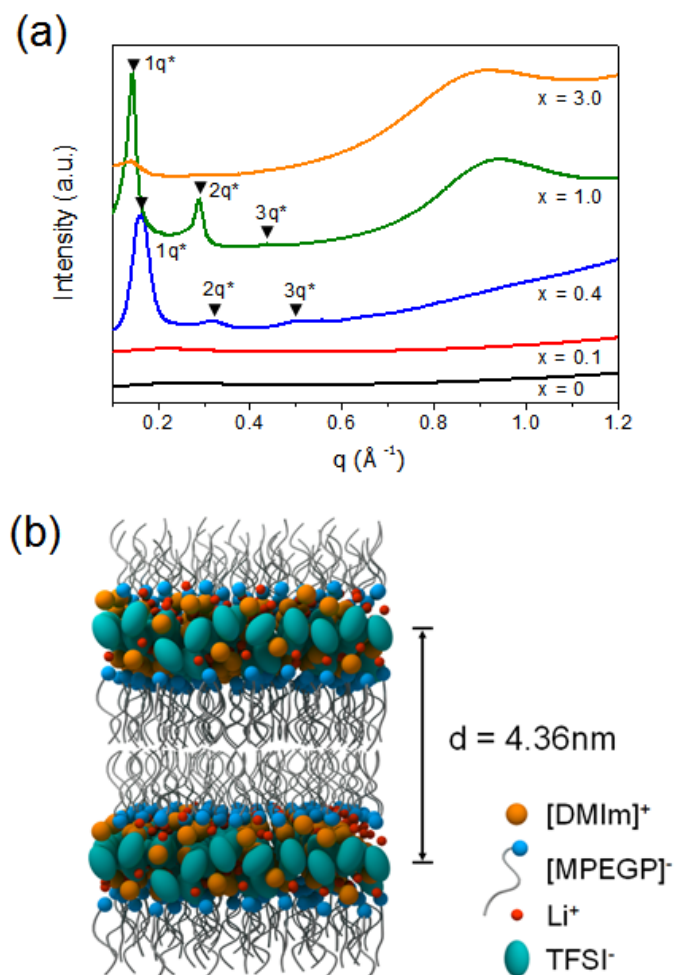 (a)
1q*
x = 3.0
2q*
x = 1.0
3q*
1q*
2q*
3q*
x = 0.4
x = 0.1
x = 0
Intensity (a.u.)
0.2 0.4 0.6 0.8 1.0 1.2
q (Å⁻¹)
(b)
d = 4.36nm
[DMIm]⁺
[MPEGP]⁻
Li⁺
TFSI⁻